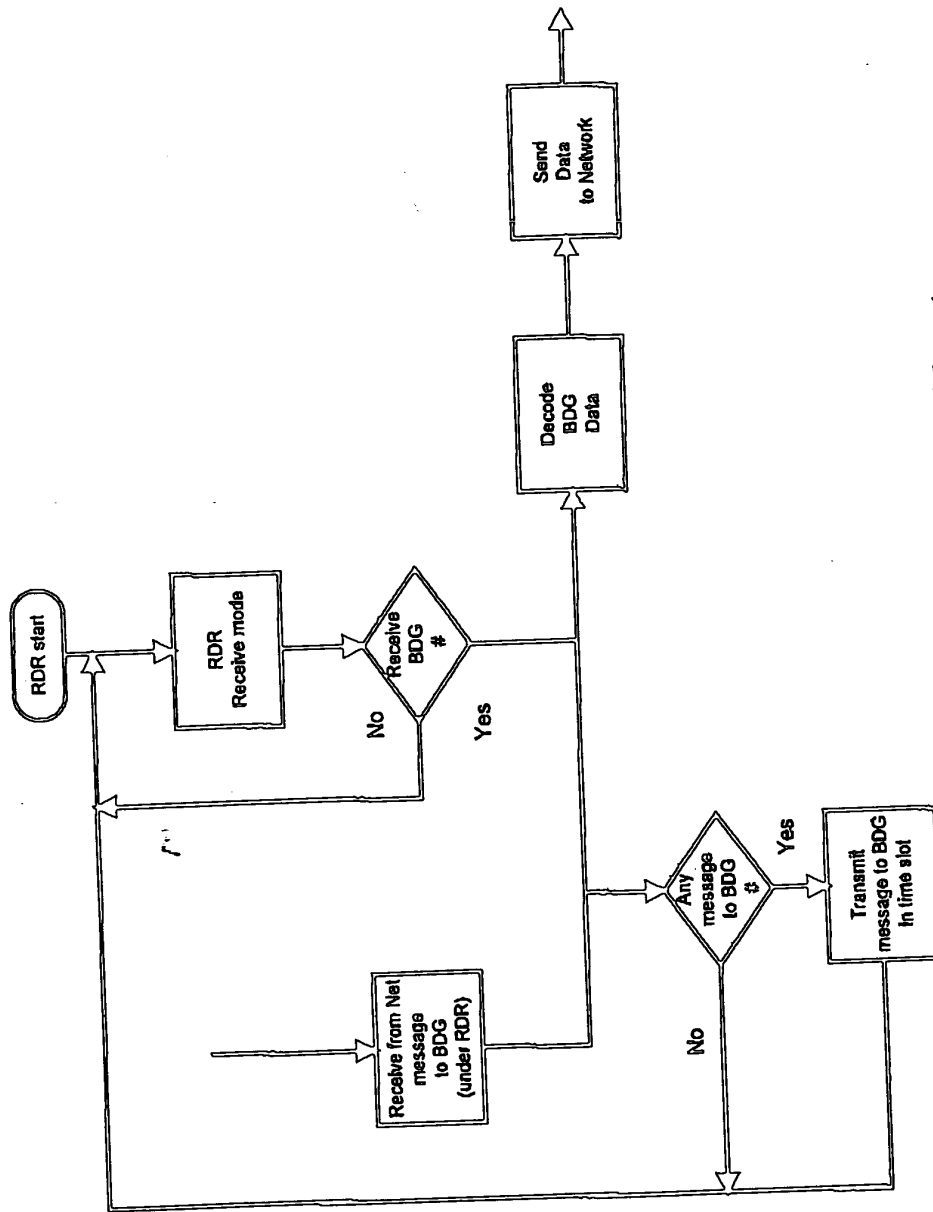 RDR start
RDR
Receive mode
Receive
BDG
#
No
Yes
Decode
BDG
Data
Send
Data
to Network
Receive from Net
message
to BDG
(under RDR)
Any
message
to BDG
#
No
Yes
Transmit
message to BDG
in time slot